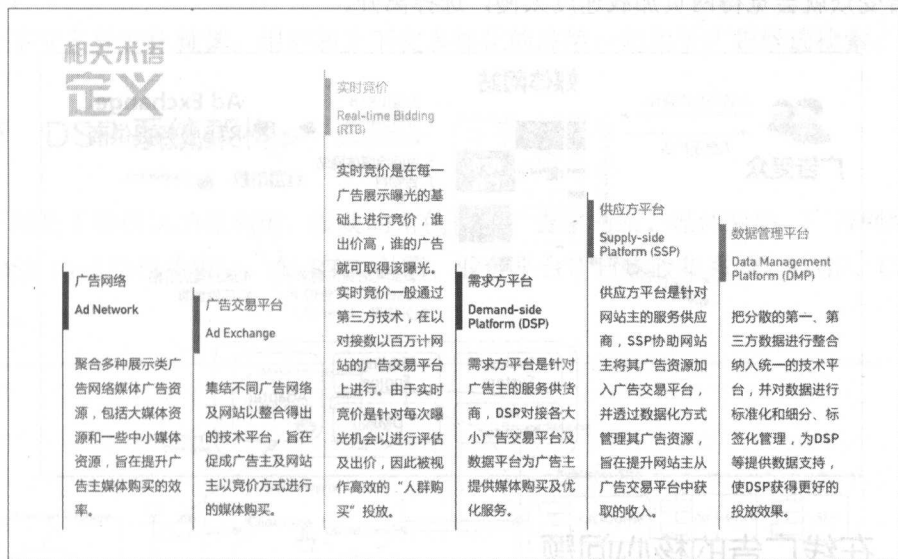 相关术语
定义
广告网络
Ad Network
聚合多种展示类广
告网络媒体广告资
源，包括大媒体资
源和一些中小媒体
资源，旨在提升广
告主媒体购买的效
率。
广告交易平台
Ad Exchange
集结不同广告网络
及网站以整合得出
的技术平台，旨在
促成广告主及网站
主以竞价方式进行
的媒体购买。
实时竞价
Real-time Bidding
(RTB)
实时竞价是在每一
广告展示曝光的基
础上进行竞价，谁
出价高，谁的广告
就可取得该曝光。
实时竞价一般通过
第三方技术，在以
对接数以百万计网
站的广告交易平台
上进行。由于实时
竞价是针对每次曝
光机会以进行评估
及出价，因此被视
作高效的“人群购
买”投放。
需求方平台
Demand-side
Platform (DSP)
需求方平台是针对
广告主的服务供货
商，DSP对接各大
小广告交易平台及
数据平台为广告主
提供媒体购买及优
化服务。
供应方平台
Supply-side
Platform (SSP)
供应方平台是针对
网站主的服务供应
商，SSP协助网站
主将其广告资源加
入广告交易平台，
并透过数据化方式
管理其广告资源，
旨在提升网站主从
广告交易平台中获
取的收入。
数据管理平台
Data Management
Platform (DMP)
把分散的第一、第
三方数据进行整合
纳入统一的技术平
台，并对数据进行
标准化和细分、标
签化管理，为DSP
等提供数据支持，
使DSP获得更好的
投放效果。